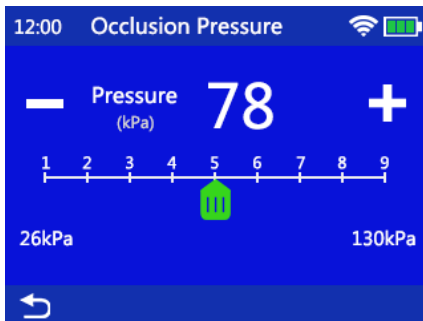 12:00 Occlusion Pressure
Pressure 78
(kPa)
1 2 3 4 5 6 7 8 9
26kPa 130kPa